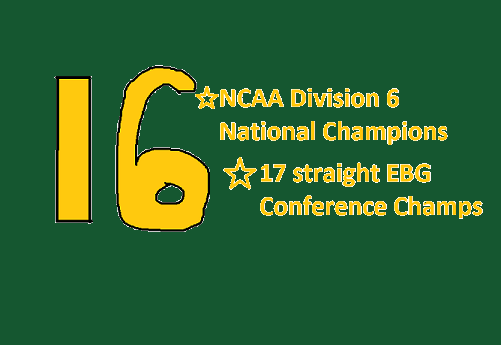 16
☆NCAA Division 6
National Champions
☆17 straight EBG
Conference Champs